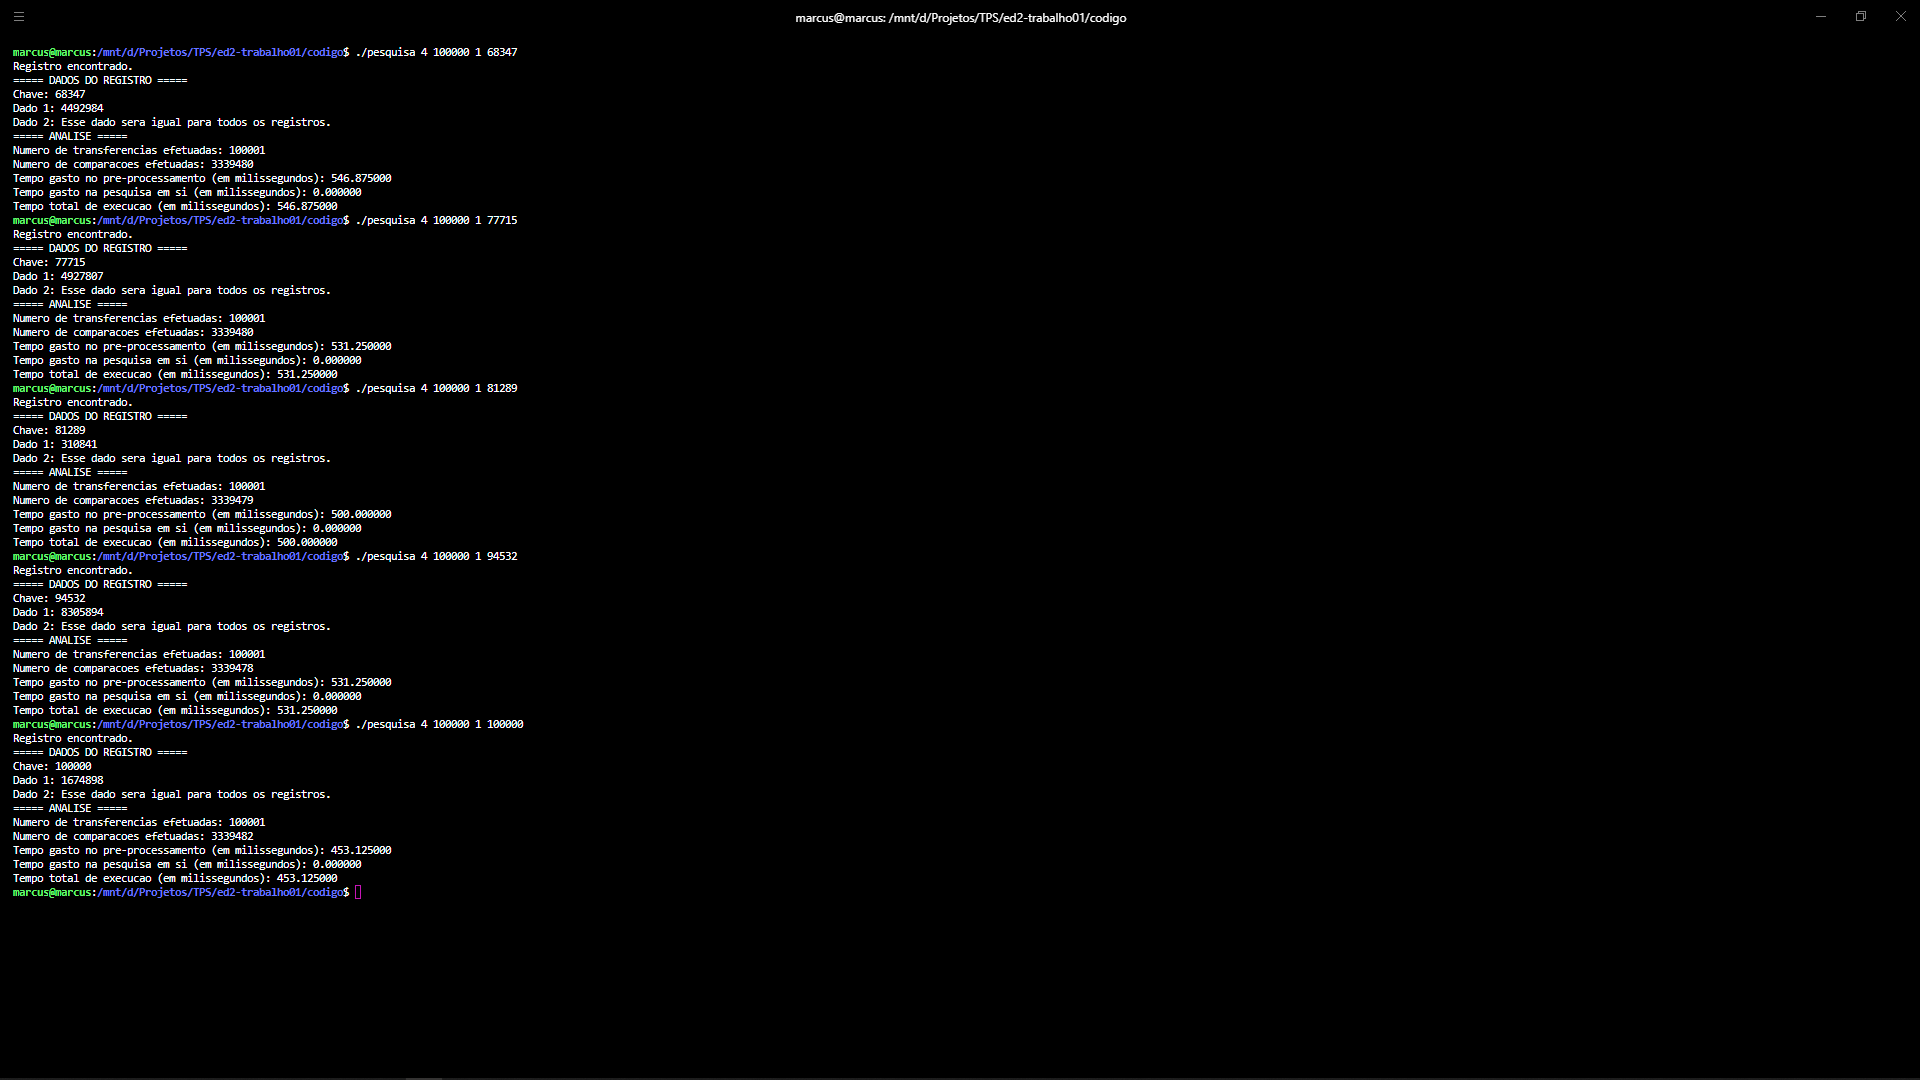 marcus@marcus: /mnt/d/Projetos/TPS/ed2-trabalho01/codigo
marcus@marcus:/mnt/d/Projetos/TPS/ed2-trabalho01/codigo$ ./pesquisa 4 100000 1 68347
Registro encontrado.
===== DADOS DO REGISTRO =====
Chave: 68347
Dado 1: 4492984
Dado 2: Esse dado sera igual para todos os registros.
===== ANALISE =====
Numero de transferencias efetuadas: 100001
Numero de comparacoes efetuadas: 3339480
Tempo gasto no pre-processamento (em milissegundos): 546.875000
Tempo gasto na pesquisa em si (em milissegundos): 0.000000
Tempo total de execucao (em milissegundos): 546.875000
marcus@marcus:/mnt/d/Projetos/TPS/ed2-trabalho01/codigo$ ./pesquisa 4 100000 1 77715
Registro encontrado.
===== DADOS DO REGISTRO =====
Chave: 77715
Dado 1: 4927807
Dado 2: Esse dado sera igual para todos os registros.
===== ANALISE =====
Numero de transferencias efetuadas: 100001
Numero de comparacoes efetuadas: 3339480
Tempo gasto no pre-processamento (em milissegundos): 531.250000
Tempo gasto na pesquisa em si (em milissegundos): 0.000000
Tempo total de execucao (em milissegundos): 531.250000
marcus@marcus:/mnt/d/Projetos/TPS/ed2-trabalho01/codigo$ ./pesquisa 4 100000 1 81289
Registro encontrado.
===== DADOS DO REGISTRO =====
Chave: 81289
Dado 1: 310841
Dado 2: Esse dado sera igual para todos os registros.
===== ANALISE =====
Numero de transferencias efetuadas: 100001
Numero de comparacoes efetuadas: 3339479
Tempo gasto no pre-processamento (em milissegundos): 500.000000
Tempo gasto na pesquisa em si (em milissegundos): 0.000000
Tempo total de execucao (em milissegundos): 500.000000
marcus@marcus:/mnt/d/Projetos/TPS/ed2-trabalho01/codigo$ ./pesquisa 4 100000 1 94532
Registro encontrado.
===== DADOS DO REGISTRO =====
Chave: 94532
Dado 1: 8305894
Dado 2: Esse dado sera igual para todos os registros.
===== ANALISE =====
Numero de transferencias efetuadas: 100001
Numero de comparacoes efetuadas: 3339478
Tempo gasto no pre-processamento (em milissegundos): 531.250000
Tempo gasto na pesquisa em si (em milissegundos): 0.000000
Tempo total de execucao (em milissegundos): 531.250000
marcus@marcus:/mnt/d/Projetos/TPS/ed2-trabalho01/codigo$ ./pesquisa 4 100000 1 100000
Registro encontrado.
===== DADOS DO REGISTRO =====
Chave: 100000
Dado 1: 1674898
Dado 2: Esse dado sera igual para todos os registros.
===== ANALISE =====
Numero de transferencias efetuadas: 100001
Numero de comparacoes efetuadas: 3339482
Tempo gasto no pre-processamento (em milissegundos): 453.125000
Tempo gasto na pesquisa em si (em milissegundos): 0.000000
Tempo total de execucao (em milissegundos): 453.125000
marcus@marcus:/mnt/d/Projetos/TPS/ed2-trabalho01/codigo$